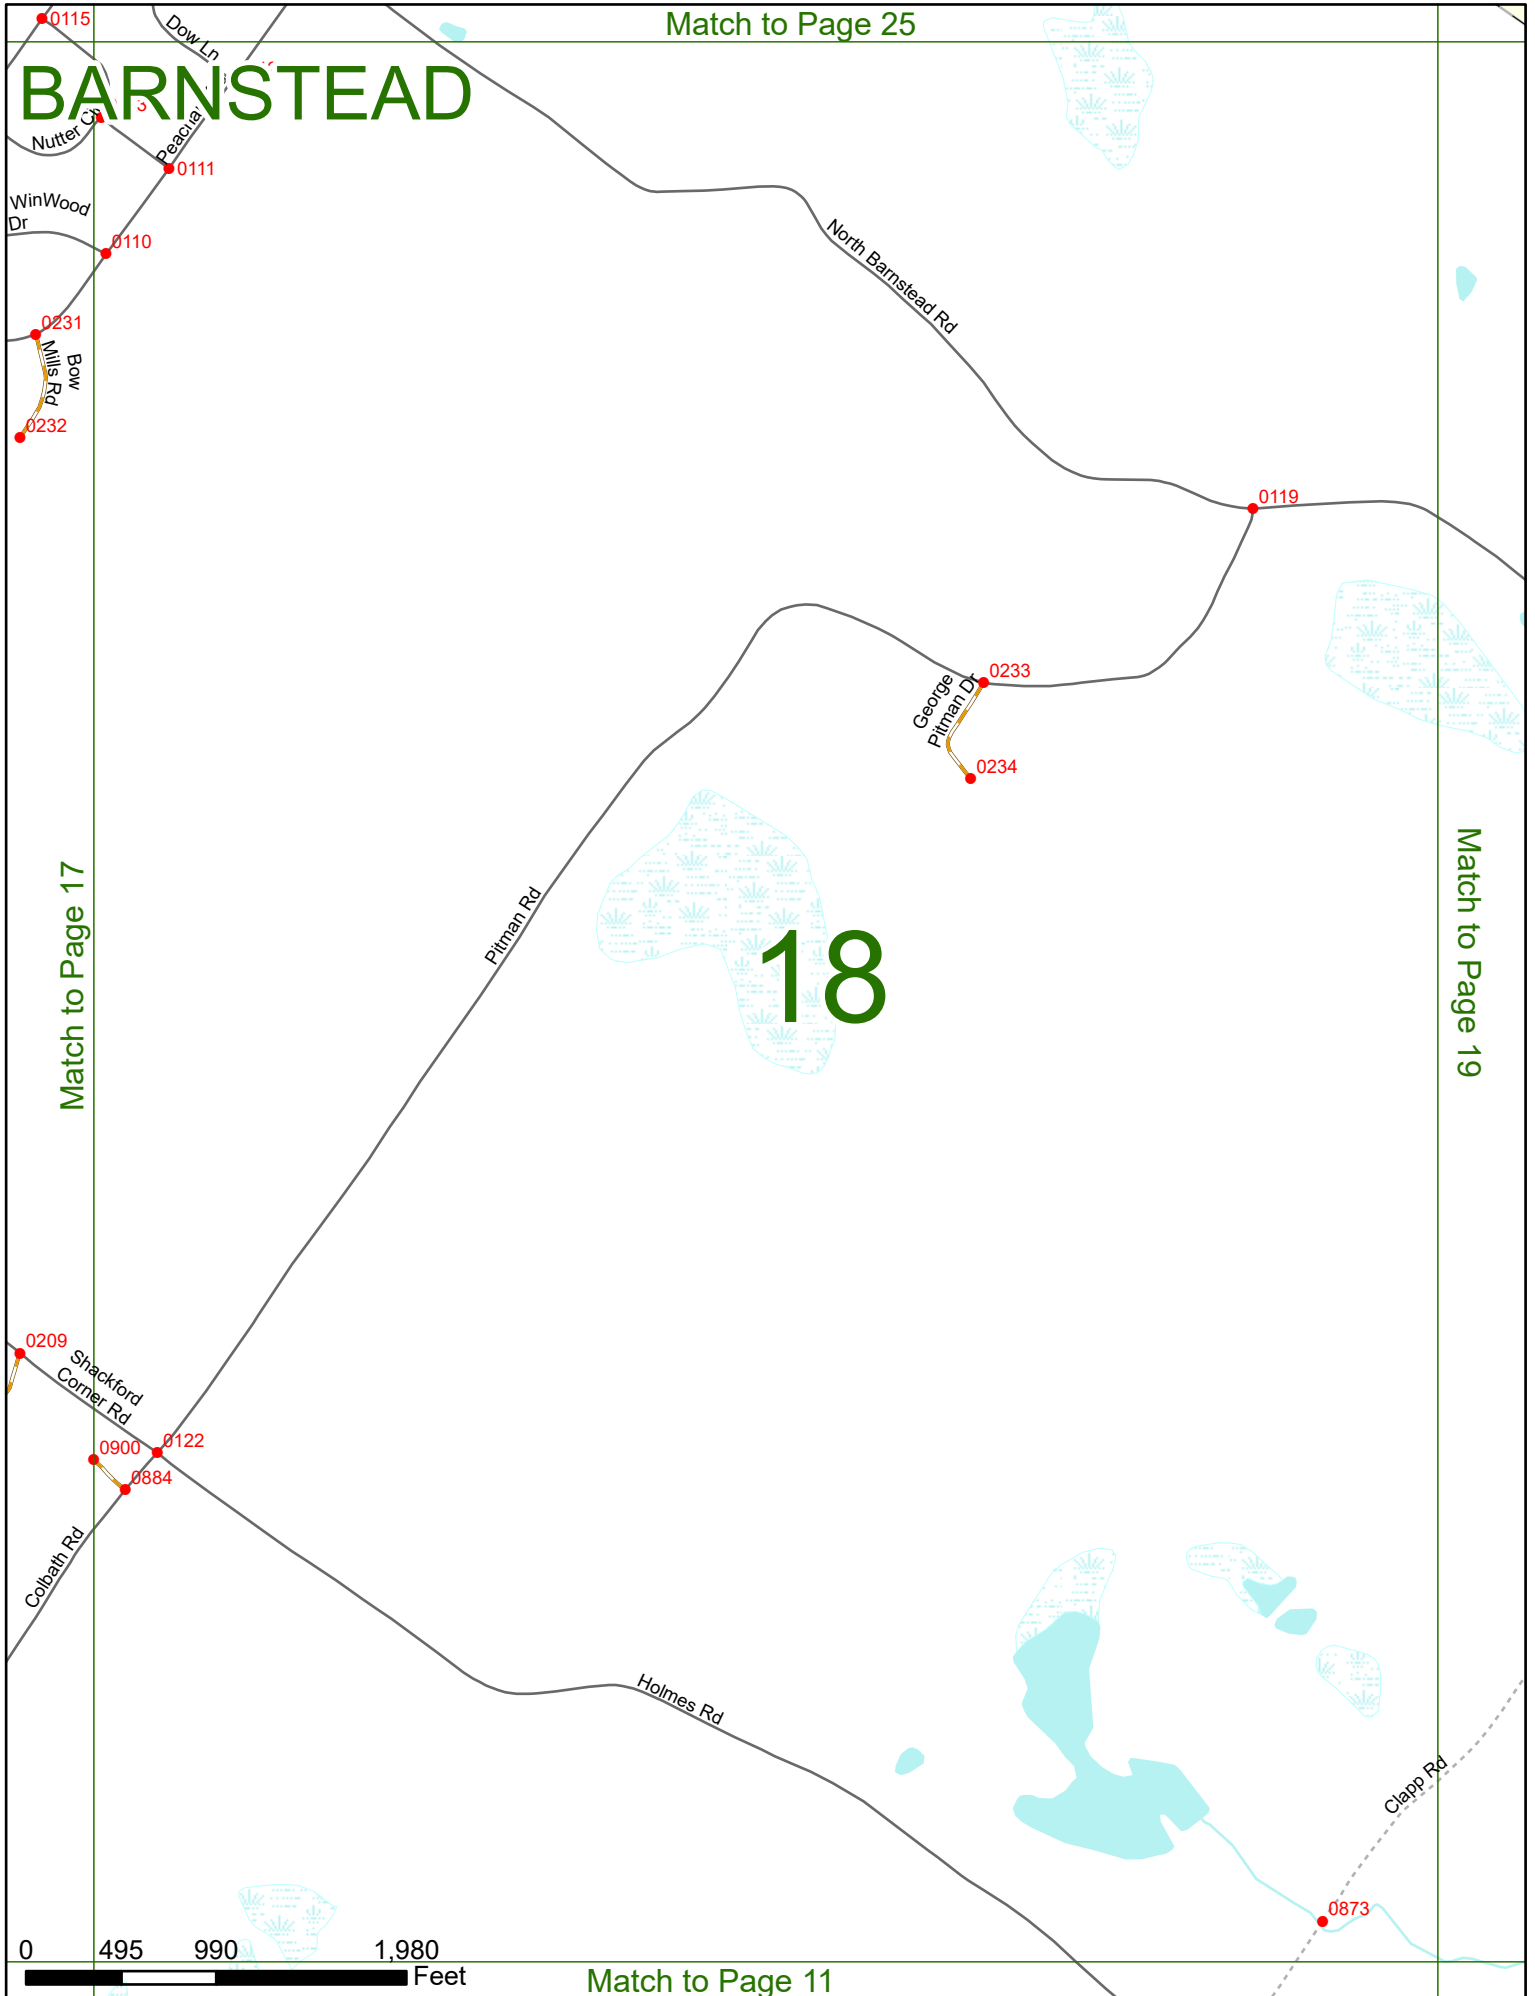 Match to Page 25
0115
Dow Ln
BARNSTEAD
3
Nutter
0111
WinWood
Dr
0110
North Barnstead Rd
0231
Bow
Mills Rd
0232
0119
0233
George
Pitman Dr
0234
Match to Page 17
Pitman Rd
18
Match to Page 19
0209
Shackford
Corner Rd
0122
0900
0884
Colbath Rd
Holmes Rd
Clapp Rd
0873
0 495 990 1,980
Feet
Match to Page 11